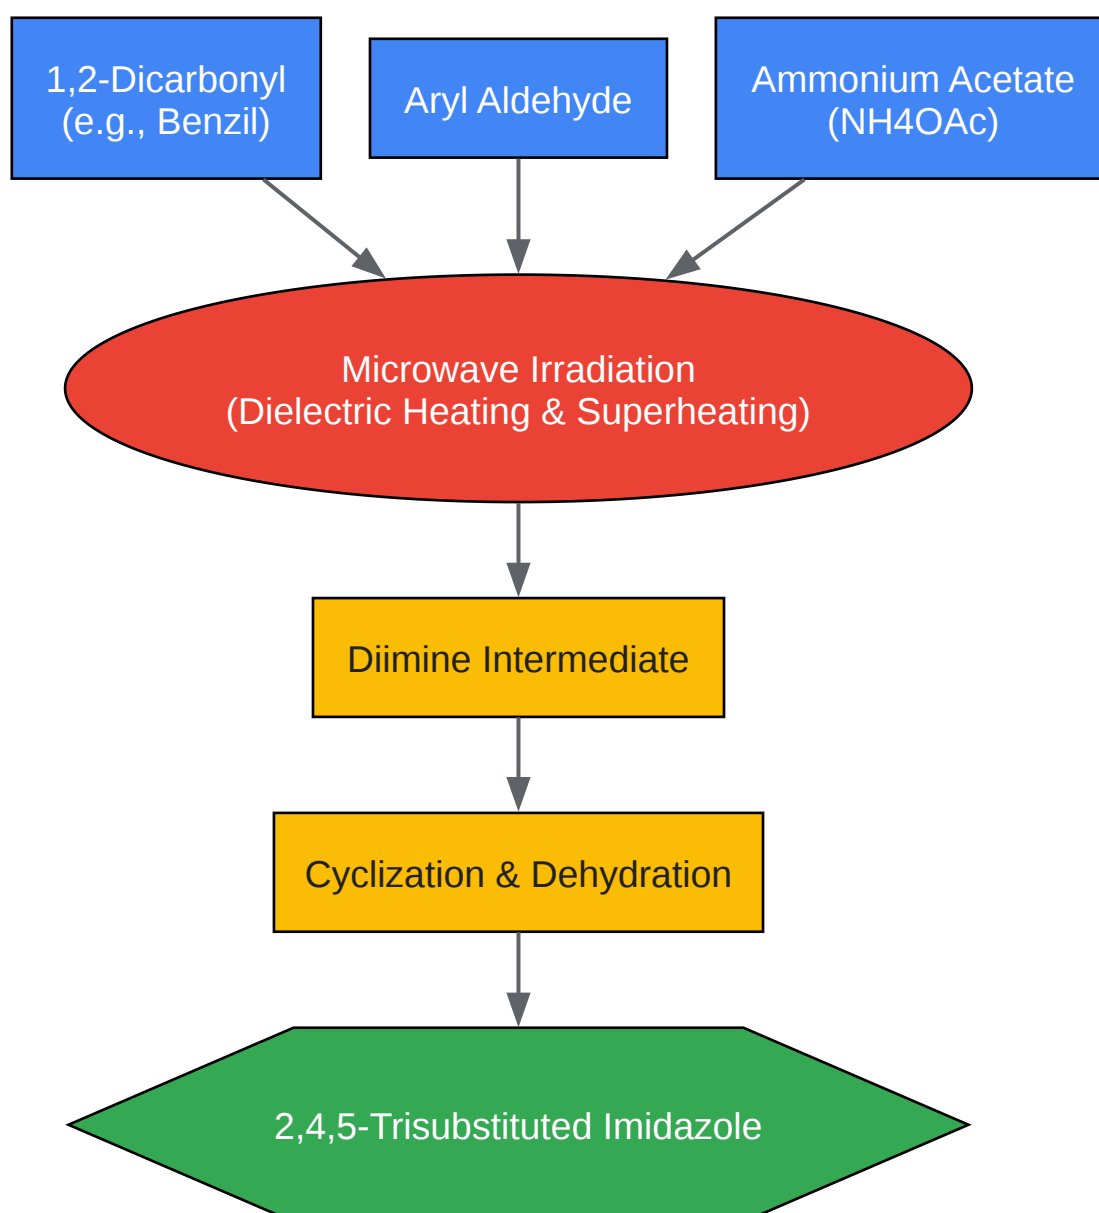 1,2-Dicarbonyl
(e.g., Benzil)
Aryl Aldehyde
Ammonium Acetate
(NH4OAc)
Microwave Irradiation
(Dielectric Heating & Superheating)
Diimine Intermediate
Cyclization & Dehydration
2,4,5-Trisubstituted Imidazole